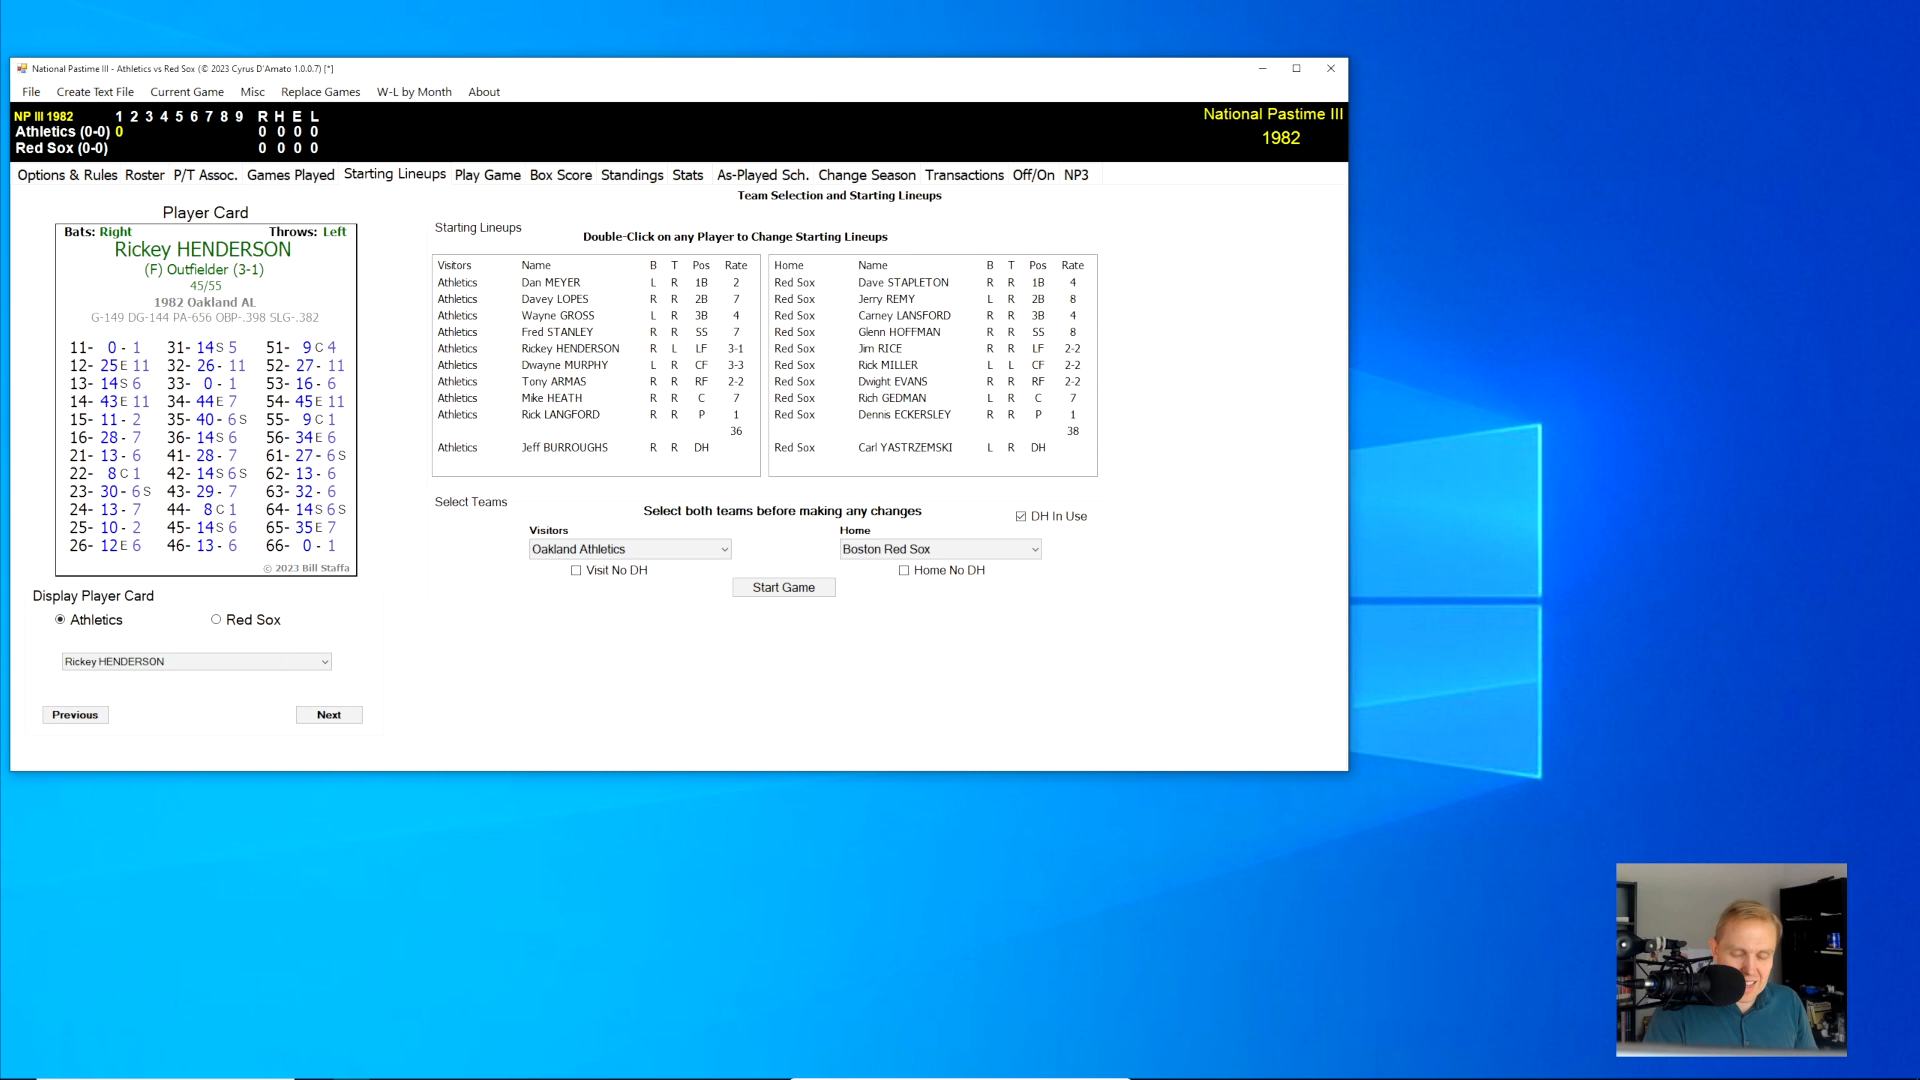 National Pastime III - Athletics vs Red Sox (© 2023 Cyrus D'Amato 1.0.0.7) [*]
File Create Text File Current Game Misc Replace Games W-L by Month About
NP III 1982 1 2 3 4 5 6 7 8 9 R H E L
Athletics (0-0) 0 0 0 0 0
Red Sox (0-0) 0 0 0 0
National Pastime III
1982
Options & Rules Roster P/T Assoc. Games Played Starting Lineups Play Game Box Score Standings Stats As-Played Sch. Change Season Transactions Off/On NP3
Team Selection and Starting Lineups
Player Card
Bats: Right Throws: Left
Rickey HENDERSON
(F) Outfielder (3-1)
45/55
1982 Oakland AL
G-149 DG-144 PA-656 OBP-.398 SLG-.382
11- 0 - 1 31- 14 S 5 51- 9 C 4
12- 25 E 11 32- 26 - 11 52- 27 - 11
13- 14 S 6 33- 0 - 1 53- 16 - 6
14- 43 E 11 34- 44 E 7 54- 45 E 11
15- 11 - 2 35- 40 - 6 S 55- 9 C 1
16- 28 - 7 36- 14 S 6 56- 34 E 6
21- 13 - 6 41- 28 - 7 61- 27 - 6 S
22- 8 C 1 42- 14 S 6 S 62- 13 - 6
23- 30 - 6 S 43- 29 - 7 63- 32 - 6
24- 13 - 7 44- 8 C 1 64- 14 S 6 S
25- 10 - 2 45- 14 S 6 65- 35 E 7
26- 12 E 6 46- 13 - 6 66- 0 - 1
© 2023 Bill Staffa
Display Player Card
Athletics Red Sox
Rickey HENDERSON
Previous Next
Starting Lineups
Double-Click on any Player to Change Starting Lineups
Visitors Name B T Pos Rate Home Name B T Pos Rate
Athletics Dan MEYER L R 1B 2 Red Sox Dave STAPLETON R R 1B 4
Athletics Davey LOPES R R 2B 7 Red Sox Jerry REMY L R 2B 8
Athletics Wayne GROSS L R 3B 4 Red Sox Carney LANSFORD R R 3B 4
Athletics Fred STANLEY R R SS 7 Red Sox Glenn HOFFMAN R R SS 8
Athletics Rickey HENDERSON R L LF 3-1 Red Sox Jim RICE R R LF 2-2
Athletics Dwayne MURPHY L R CF 3-3 Red Sox Rick MILLER L L CF 2-2
Athletics Tony ARMAS R R RF 2-2 Red Sox Dwight EVANS R R RF 2-2
Athletics Mike HEATH R R C 7 Red Sox Rich GEDMAN L R C 7
Athletics Rick LANGFORD R R P 1 Red Sox Dennis ECKERSLEY R R P 1
36 38
Athletics Jeff BURROUGHS R R DH Red Sox Carl YASTRZEMSKI L R DH
Select Teams
Select both teams before making any changes
DH In Use
Visitors Home
Oakland Athletics Boston Red Sox
Visit No DH Home No DH
Start Game